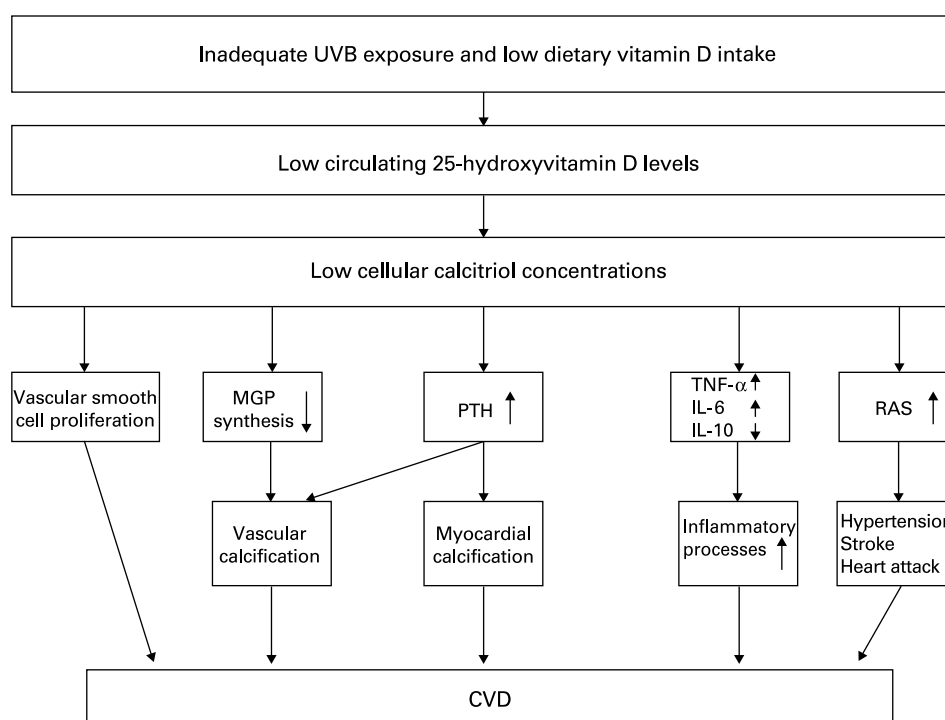 Inadequate UVB exposure and low dietary vitamin D intake
Low circulating 25-hydroxyvitamin D levels
Low cellular calcitriol concentrations
Vascular smooth
cell proliferation
MGP
synthesis
PTH
TNF-α
IL-6
IL-10
RAS
Vascular
calcification
Myocardial
calcification
Inflammatory
processes
Hypertension
Stroke
Heart attack
CVD